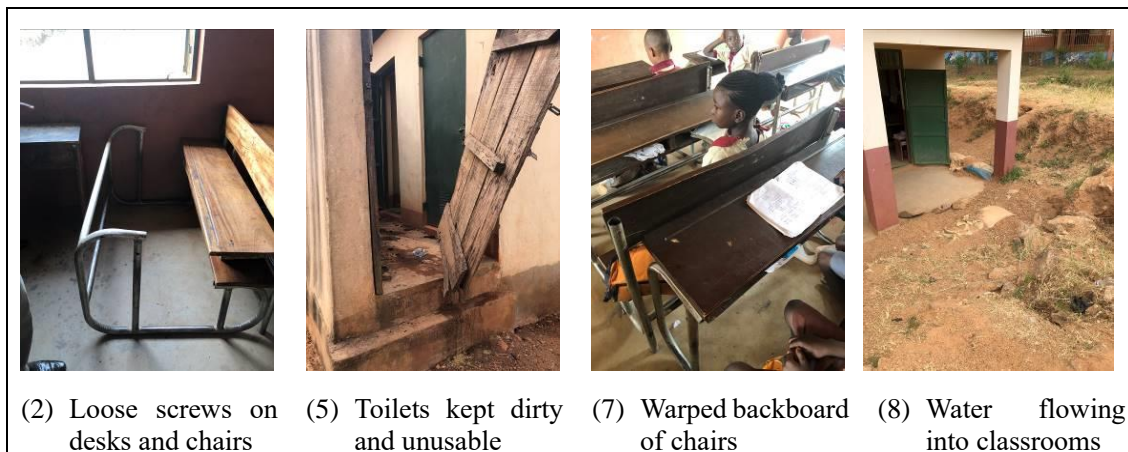 (2) Loose screws on
desks and chairs
(5) Toilets kept dirty
and unusable
(7) Warped backboard
of chairs
(8) Water flowing
into classrooms